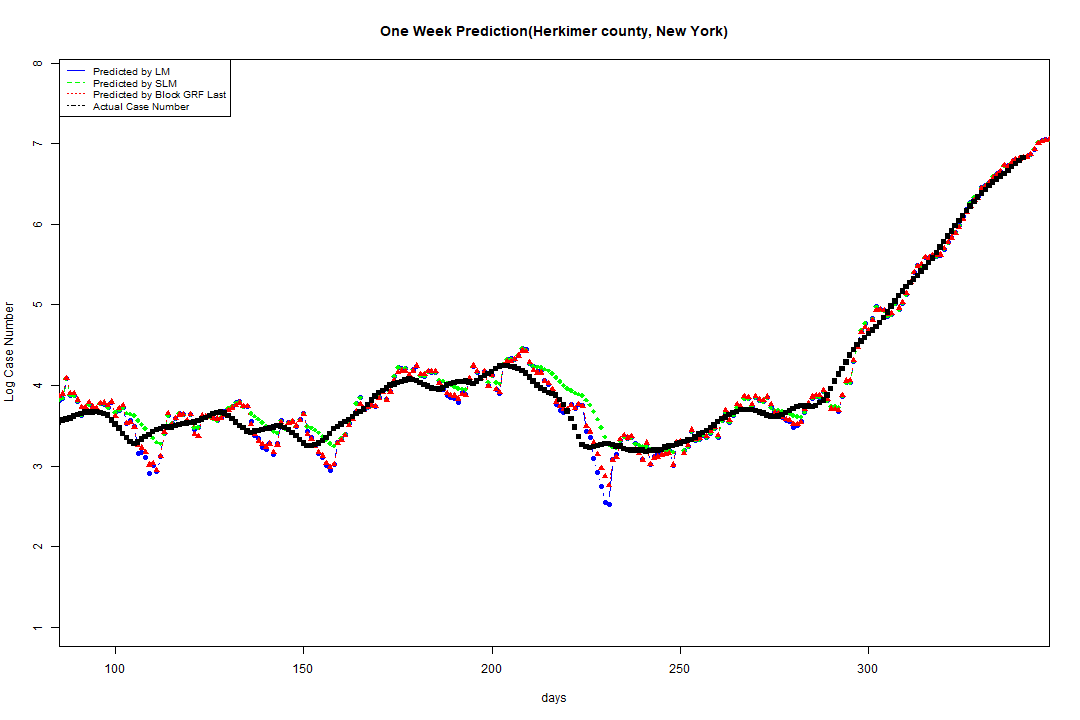 One Week Prediction(Herkimer county, New York)
Predicted by LM
Predicted by SLM
Predicted by Block GRF Last
Actual Case Number
8
7
6
5
4
3
2
1
Log Case Number
100 150 200 250 300
days